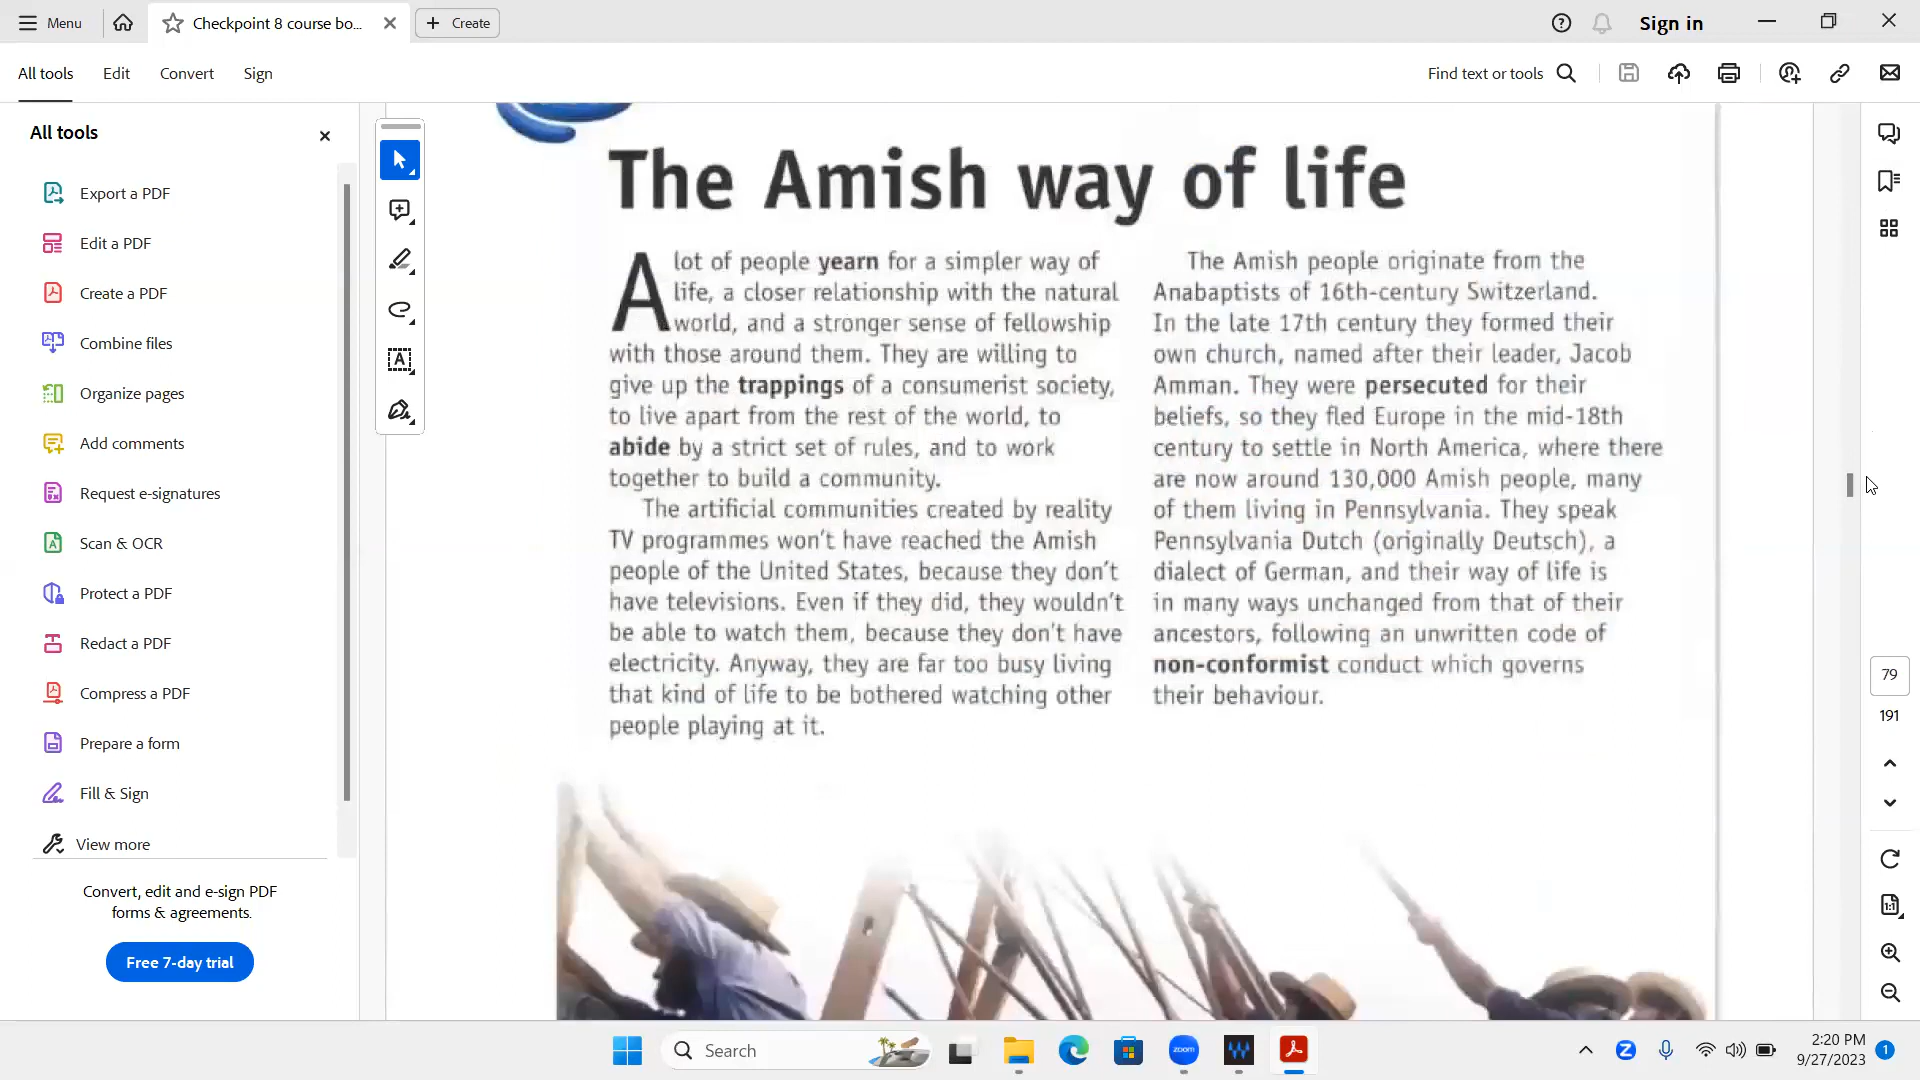 Menu
Checkpoint 8 course bo...
Create
Sign in
All tools
Edit
Convert
Sign
Find text or tools
All tools
Export a PDF
Edit a PDF
Create a PDF
Combine files
Organize pages
Add comments
Request e-signatures
Scan & OCR
Protect a PDF
Redact a PDF
Compress a PDF
Prepare a form
Fill & Sign
View more
Convert, edit and e-sign PDF
forms & agreements.
Free 7-day trial
The Amish way of life
A lot of people yearn for a simpler way of
life, a closer relationship with the natural
world, and a stronger sense of fellowship
with those around them. They are willing to
give up the trappings of a consumerist society,
to live apart from the rest of the world, to
abide by a strict set of rules, and to work
together to build a community.
The artificial communities created by reality
TV programmes won't have reached the Amish
people of the United States, because they don't
have televisions. Even if they did, they wouldn't
be able to watch them, because they don't have
electricity. Anyway, they are far too busy living
that kind of life to be bothered watching other
people playing at it.
The Amish people originate from the
Anabaptists of 16th-century Switzerland.
In the late 17th century they formed their
own church, named after their leader, Jacob
Amman. They were persecuted for their
beliefs, so they fled Europe in the mid-18th
century to settle in North America, where there
are now around 130,000 Amish people, many
of them living in Pennsylvania. They speak
Pennsylvania Dutch (originally Deutsch), a
dialect of German, and their way of life is
in many ways unchanged from that of their
ancestors, following an unwritten code of
non-conformist conduct which governs
their behaviour.
79
191
1:1
Search
zoom
2:20 PM
9/27/2023
1